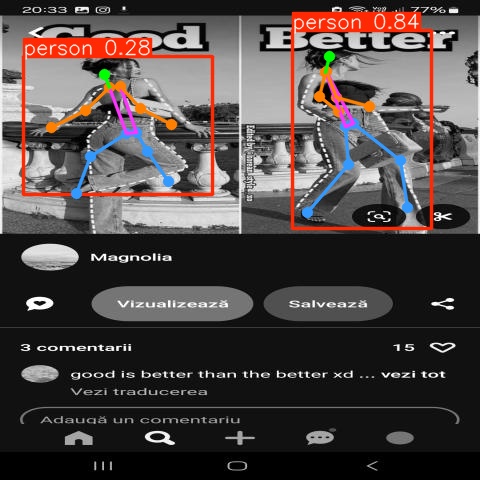 20:33
77%
person 0.84
Good
Better
person 0.28
Magnolia
Vizualizează
Salvează
3 comentarii
15
good is better than the better xd ... vezi tot
Vezi traducerea
Adaugă un comentariu